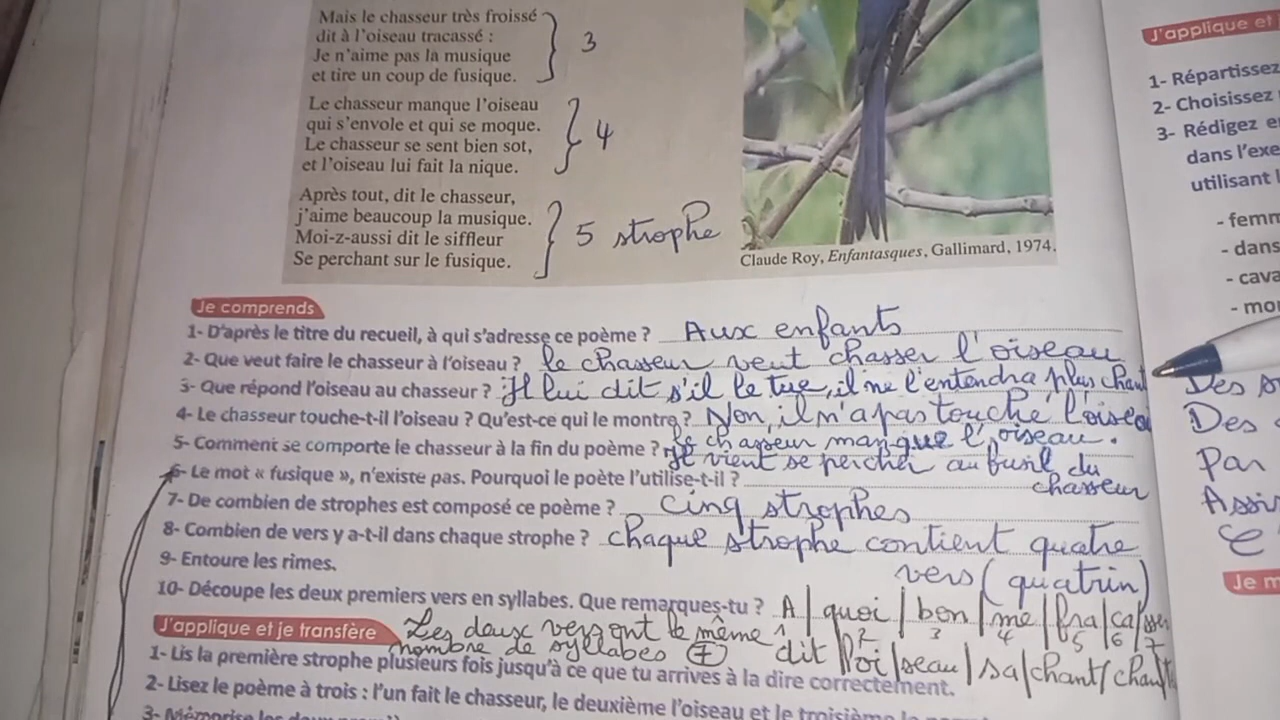 Mais le chasseur très froissé
dit à l'oiseau tracassé :
Je n'aime pas la musique
et tire un coup de fusique.
3
Le chasseur manque l'oiseau
qui s'envole et qui se moque.
Le chasseur se sent bien sot,
et l'oiseau lui fait la nique.
4
Après tout, dit le chasseur,
j'aime beaucoup la musique.
Moi-z-aussi dit le siffleur
Se perchant sur le fusique.
5 strophe
Claude Roy, Enfantasques, Gallimard, 1974.
Je comprends
1- D'après le titre du recueil, à qui s'adresse ce poème ? Aux enfants
2- Que veut faire le chasseur à l'oiseau ? le chasseur veut chasser l'oiseau
3- Que répond l'oiseau au chasseur ? Il lui dit s'il le tue, il ne l'entendra plus chant
4- Le chasseur touche-t-il l'oiseau ? Qu'est-ce qui le montre ? Non, il n'a pas touché l'oisea
le chasseur manque l'oiseau.
5- Comment se comporte le chasseur à la fin du poème ? Il vient se percher au fusil du
chasseur
6- Le mot « fusique », n'existe pas. Pourquoi le poète l'utilise-t-il ?
7- De combien de strophes est composé ce poème ? Cinq strophes
8- Combien de vers y a-t-il dans chaque strophe ? Chaque strophe contient quatre
vers (quatrin)
9- Entoure les rimes.
10- Découpe les deux premiers vers en syllabes. Que remarques-tu ? A / quoi / bon / me / fra / ca / sser
1 2 3 4 5 6 7
Les deux vers ont le même
nombre de syllabes 7
dit / l'oi / seau / sa / chant / chan
J'applique et je transfère
1- Lis la première strophe plusieurs fois jusqu'à ce que tu arrives à la dire correctement.
2- Lisez le poème à trois : l'un fait le chasseur, le deuxième l'oiseau et le troisième
J'applique et
1- Répartissez
2- Choisissez
3- Rédigez
dans l'exe
utilisant
- femm
- dans
- cava
- mo
Des
Des
Par
Assi
Je m